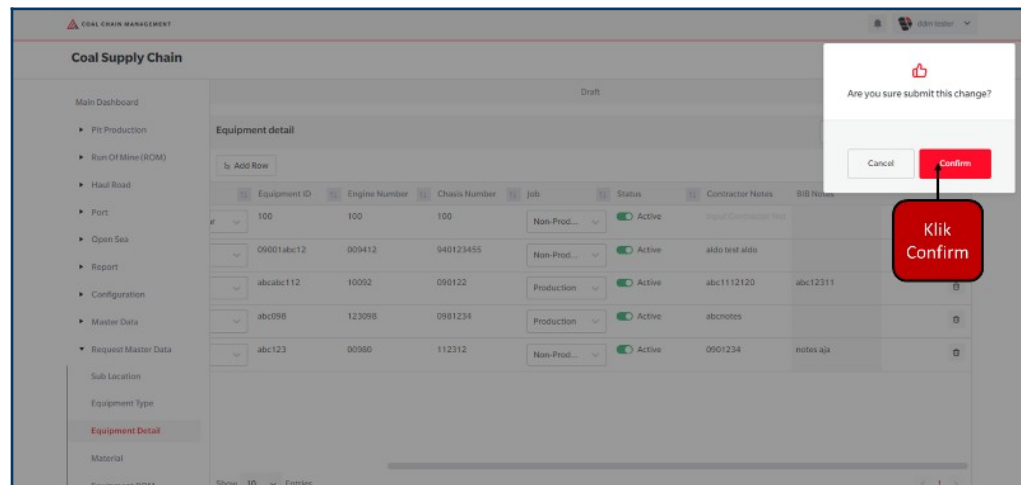 COAL CHAIN MANAGEMENT
ddm tester
Coal Supply Chain
Are you sure submit this change?
Cancel
Confirm
Klik
Confirm
Main Dashboard
Pit Production
Run Of Mine (ROM)
Haul Road
Port
Open Sea
Report
Configuration
Master Data
Request Master Data
Sub Location
Equipment Type
Equipment Detail
Material
Draft
Equipment detail
Add Row
Equipment ID Engine Number Chasis Number Job Status Contractor Notes BIB Notes
100 100 100 Non-Prod... Active
09001abc12 009412 940123455 Non-Prod... Active aldo test aldo
abcabc112 10092 090122 Production Active abc1112120 abc12311
abc098 123098 0981234 Production Active abcnotes
abc123 00980 112312 Non-Prod... Active 0901234 notes aja
Show 10 Entries
1